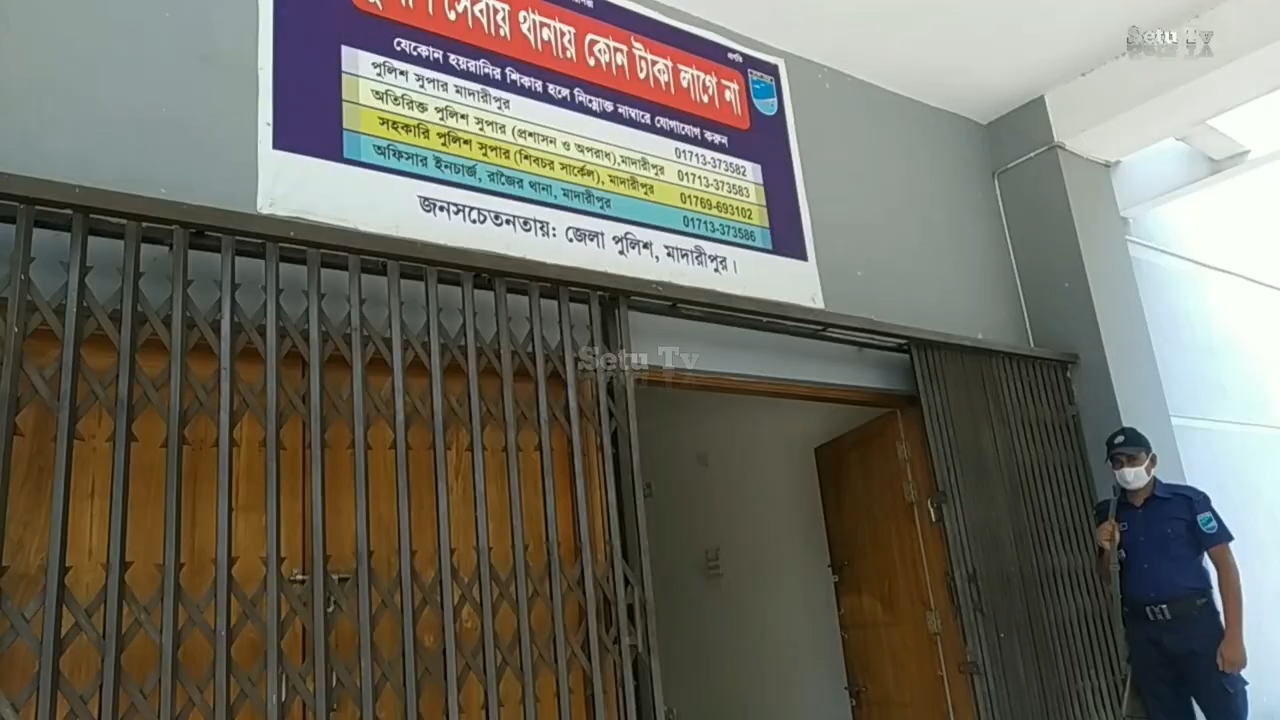 Setu Tv
সেবায় থানায় কোন টাকা লাগে না
প্রগতি
যেকোন হয়রানির শিকার হলে নিম্নোক্ত নাম্বারে যোগাযোগ করুন
পুলিশ সুপার মাদারীপুর 01713-373582
অতিরিক্ত পুলিশ সুপার (প্রশাসন ও অপরাধ),মাদারীপুর 01713-373583
সহকারি পুলিশ সুপার (শিবচর সার্কেল), মাদারীপুর 01769-693102
অফিসার ইনচার্জ, রাজৈর থানা, মাদারীপুর 01713-373586
জনসচেতনতায়: জেলা পুলিশ, মাদারীপুর।
Setu Tv